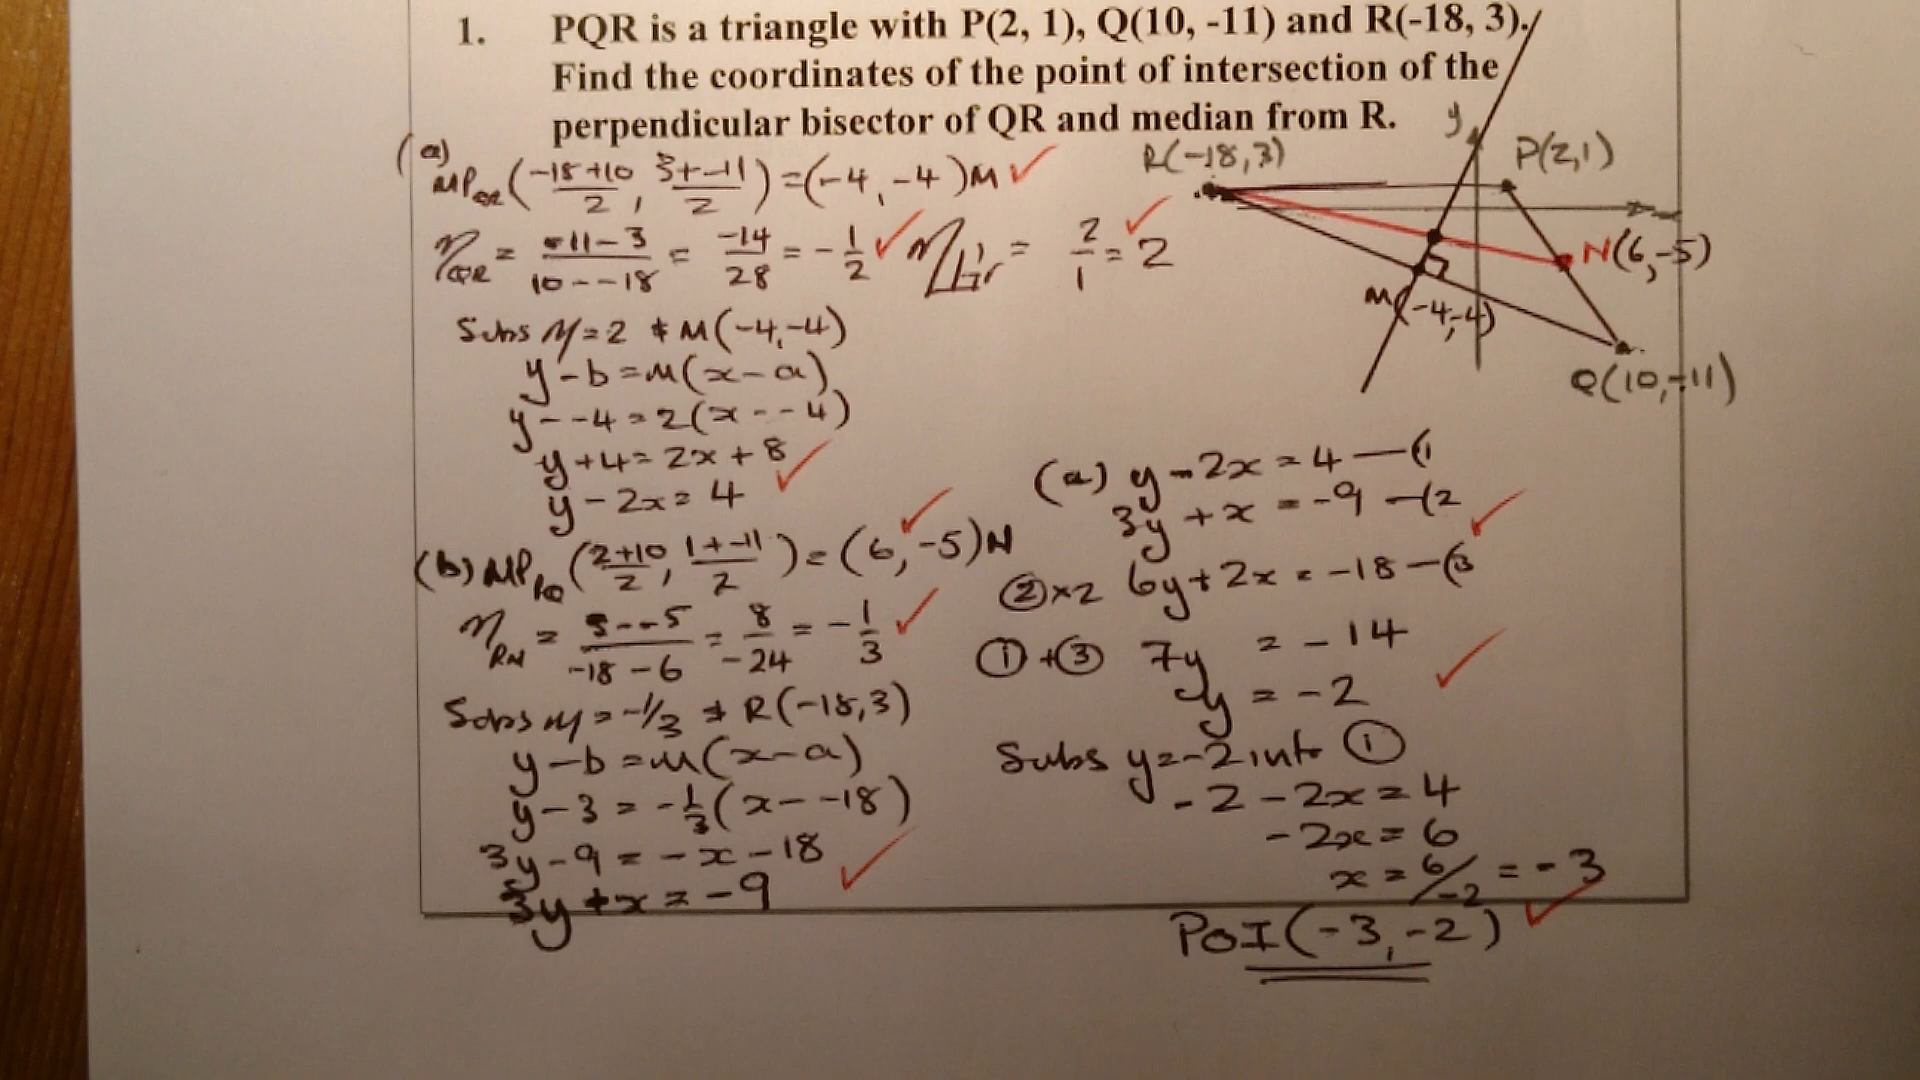 1. PQR is a triangle with P(2, 1), Q(10, -11) and R(-18, 3).
Find the coordinates of the point of intersection of the
perpendicular bisector of QR and median from R.
(a)
MP_QR (-18+10/2, 3+-11/2) = (-4, -4) M ✓
m_QR = -11-3/10--18 = -14/28 = -1/2 ✓ m = 2/1 = 2 ✓
Subs m=2 & M(-4,-4)
y-b=m(x-a)
y--4=2(x--4)
y+4=2x+8
y-2x=4 ✓
(b) MP_PQ (2+10/2, 1+-11/2) = (6, -5) N ✓
m_RN = 3--5/-18-6 = 8/-24 = -1/3 ✓
Subs m=-1/3 & R(-18,3)
y-b=m(x-a)
y-3=-1/3(x--18)
3y-9=-x-18
3y+x=-9 ✓
y
R(-18,3)
P(2,1)
N(6,-5)
M(-4,-4)
Q(10,-11)
(a) y-2x=4 —(1
3y+x=-9 —(2
②×2 6y+2x=-18 —(3 ✓
①+③ 7y = -14
y = -2 ✓
Subs y=-2 into ①
-2-2x=4
-2x=6
x=6/-2=-3
POI(-3,-2) ✓